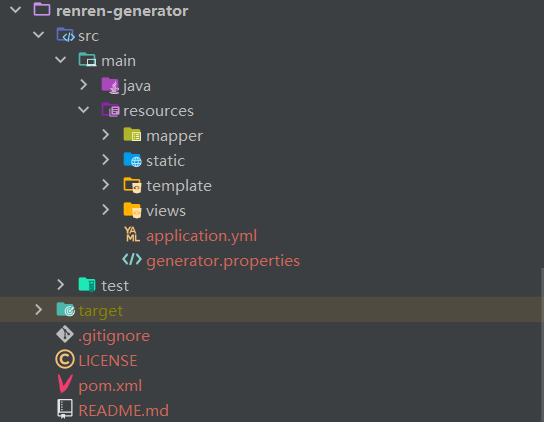 renren-generator
src
main
java
resources
mapper
static
template
views
application.yml
generator.properties
test
target
.gitignore
LICENSE
pom.xml
README.md